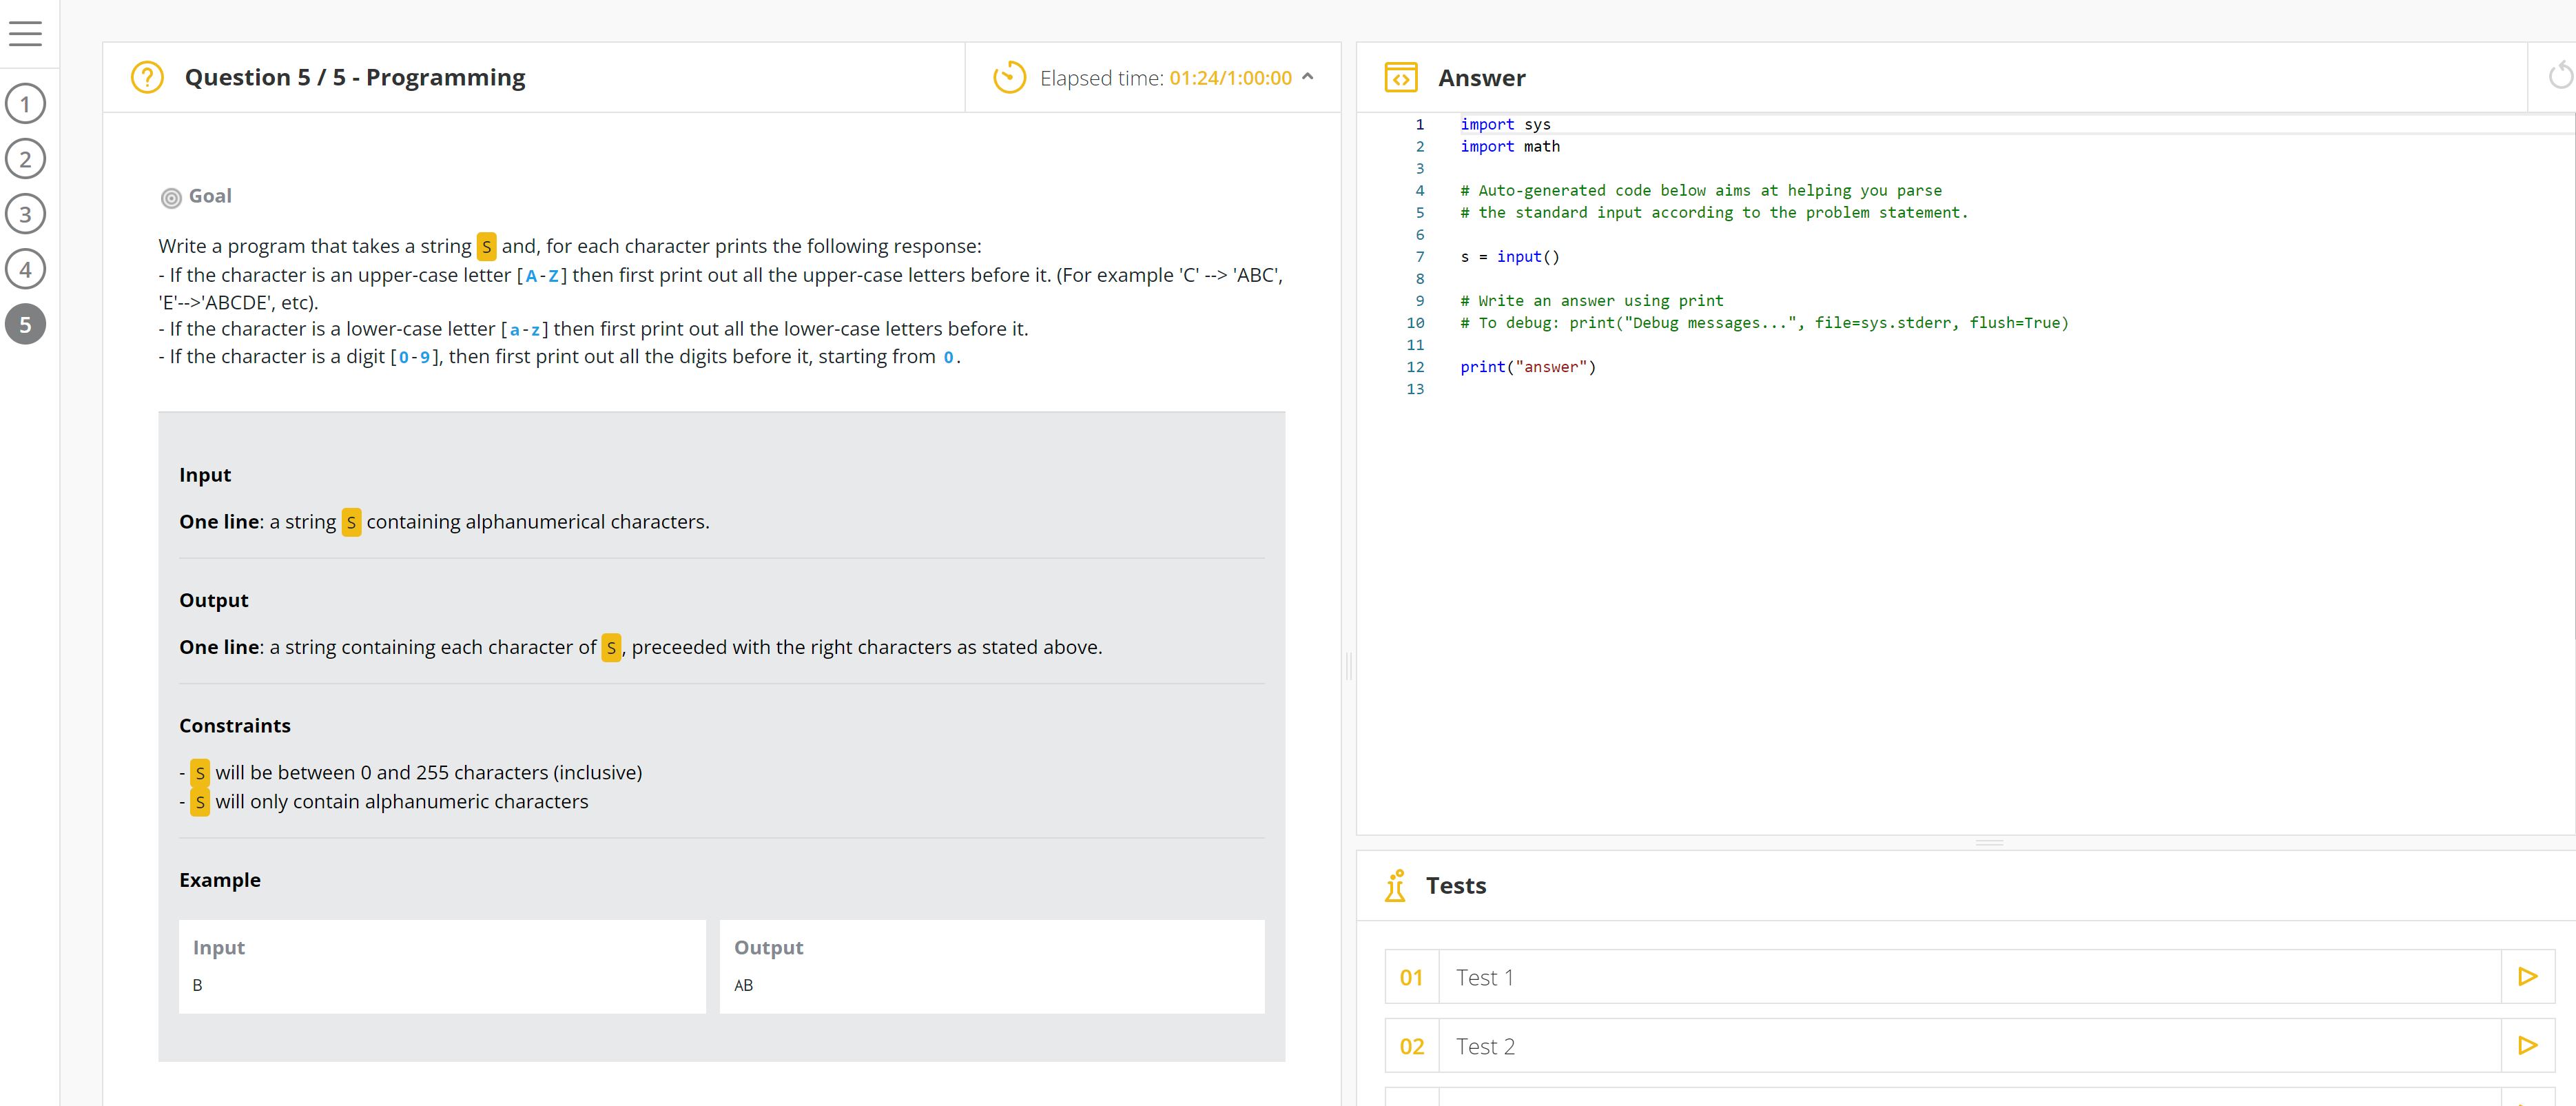 Question 5 / 5 - Programming
Elapsed time: 01:24/1:00:00
1
2
3
4
5
Goal
Write a program that takes a string S and, for each character prints the following response:
- If the character is an upper-case letter [A-Z] then first print out all the upper-case letters before it. (For example 'C' --> 'ABC',
'E'-->'ABCDE', etc).
- If the character is a lower-case letter [a-z] then first print out all the lower-case letters before it.
- If the character is a digit [0-9], then first print out all the digits before it, starting from 0.
Input
One line: a string S containing alphanumerical characters.
Output
One line: a string containing each character of S, preceeded with the right characters as stated above.
Constraints
- S will be between 0 and 255 characters (inclusive)
- S will only contain alphanumeric characters
Example
Input
B
Output
AB
Answer
1 import sys
2 import math
3
4 # Auto-generated code below aims at helping you parse
5 # the standard input according to the problem statement.
6
7 s = input()
8
9 # Write an answer using print
10 # To debug: print("Debug messages...", file=sys.stderr, flush=True)
11
12 print("answer")
13
Tests
01 Test 1
02 Test 2